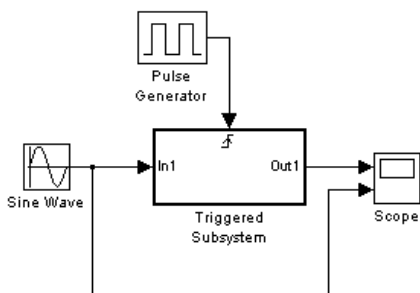 Pulse
Generator
In1
Out1
Sine Wave
Triggered
Subsystem
Scope